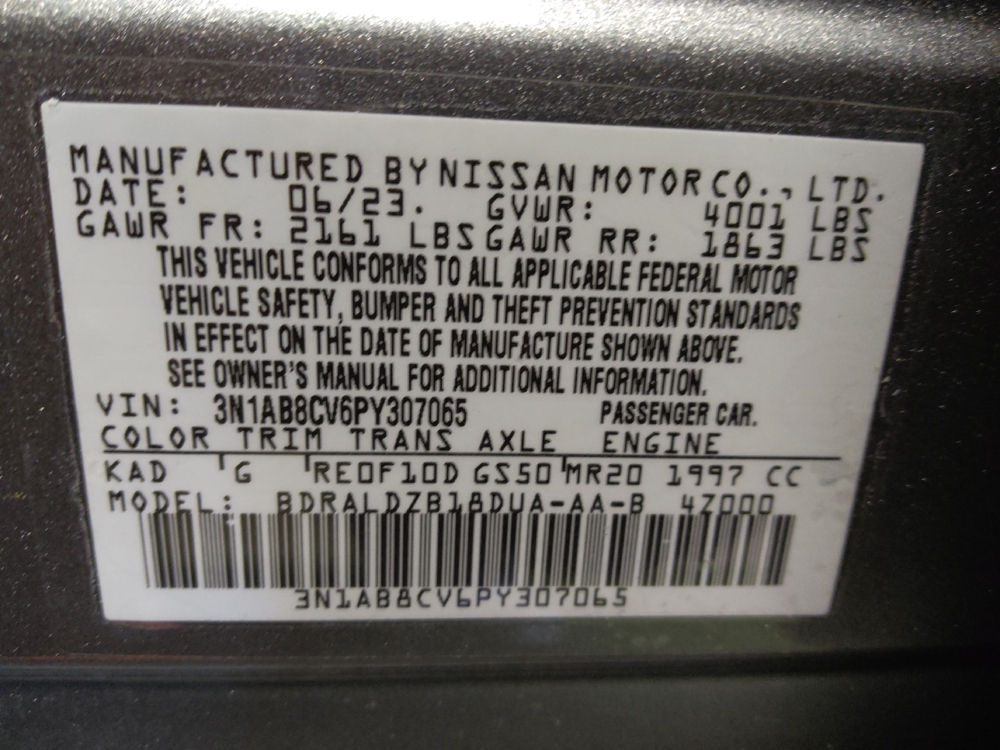 MANUFACTURED BY NISSAN MOTOR CO., LTD.
DATE: 06/23. GVWR: 4001 LBS
GAWR FR: 2161 LBS GAWR RR: 1863 LBS
THIS VEHICLE CONFORMS TO ALL APPLICABLE FEDERAL MOTOR
VEHICLE SAFETY, BUMPER AND THEFT PREVENTION STANDARDS
IN EFFECT ON THE DATE OF MANUFACTURE SHOWN ABOVE.
SEE OWNER'S MANUAL FOR ADDITIONAL INFORMATION.
VIN: 3N1AB8CV6PY307065 PASSENGER CAR.
COLOR TRIM TRANS AXLE ENGINE
KAD G RE0F10D GS50 MR20 1997 CC
MODEL: BDRALDZB18DUA-AA-B 4Z000
3N1AB8CV6PY307065